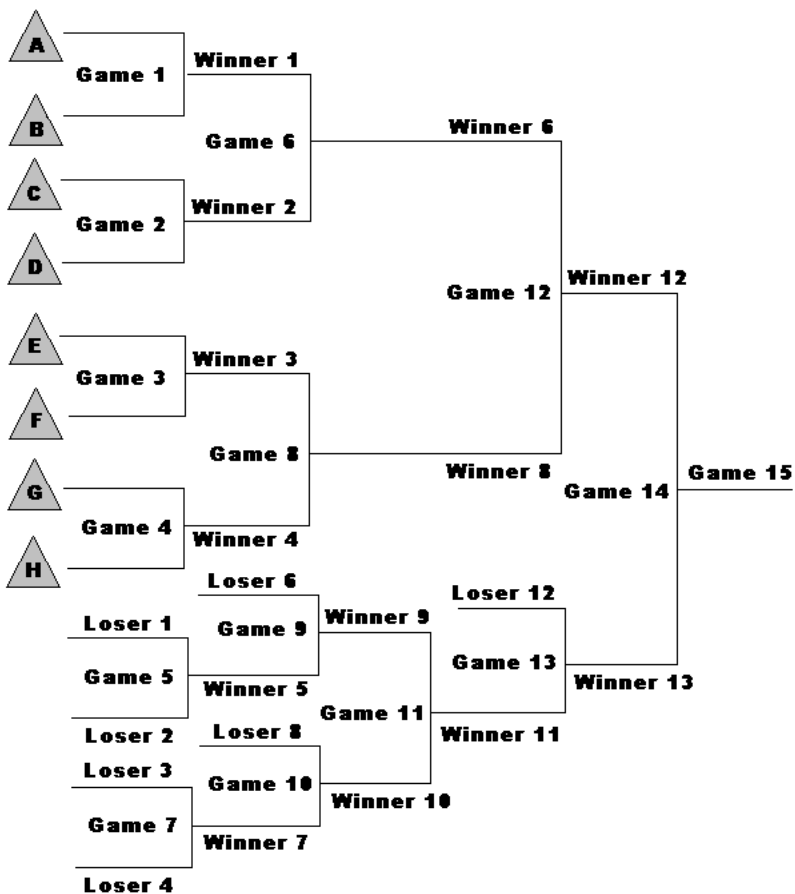 A
Game 1
B
Winner 1
Game 6
C
Game 2
D
Winner 2
Winner 6
Game 12
Winner 12
E
Game 3
F
Winner 3
Game 8
Winner 8
G
Game 4
H
Winner 4
Game 14
Game 15
Loser 6
Game 9
Winner 9
Loser 1
Game 5
Loser 2
Winner 5
Game 11
Winner 11
Loser 12
Game 13
Winner 13
Loser 8
Game 10
Winner 10
Loser 3
Game 7
Loser 4
Winner 7